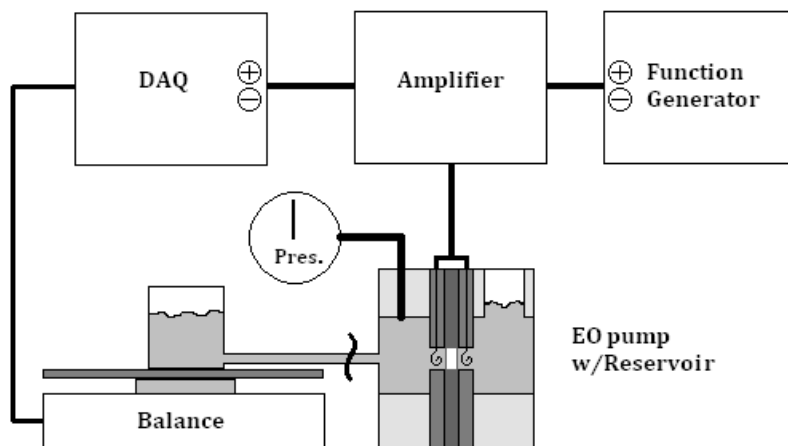 DAQ
Amplifier
Function
Generator
Pres.
EO pump
w/Reservoir
Balance